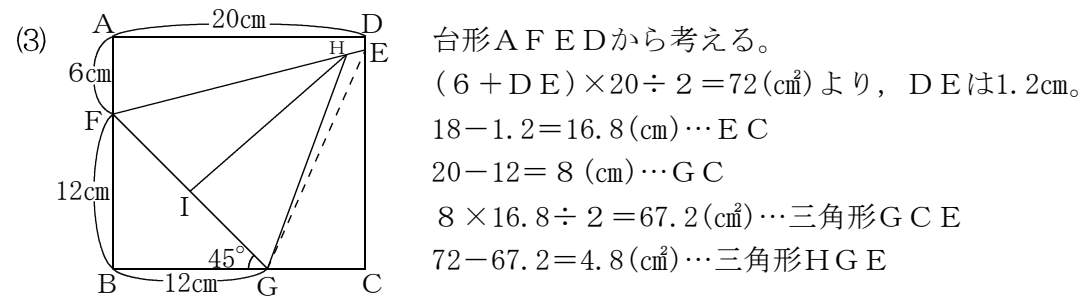 (3)
A
20cm
D
H
E
6cm
F
12cm
I
45°
B
12cm
G
C
台形AFEDから考える。
(6+DE)×20÷2=72(c㎡)より，DEは1.2cm。
18−1.2=16.8(cm)…EC
20−12=8(cm)…GC
8×16.8÷2=67.2(c㎡)…三角形GCE
72−67.2=4.8(c㎡)…三角形HGE